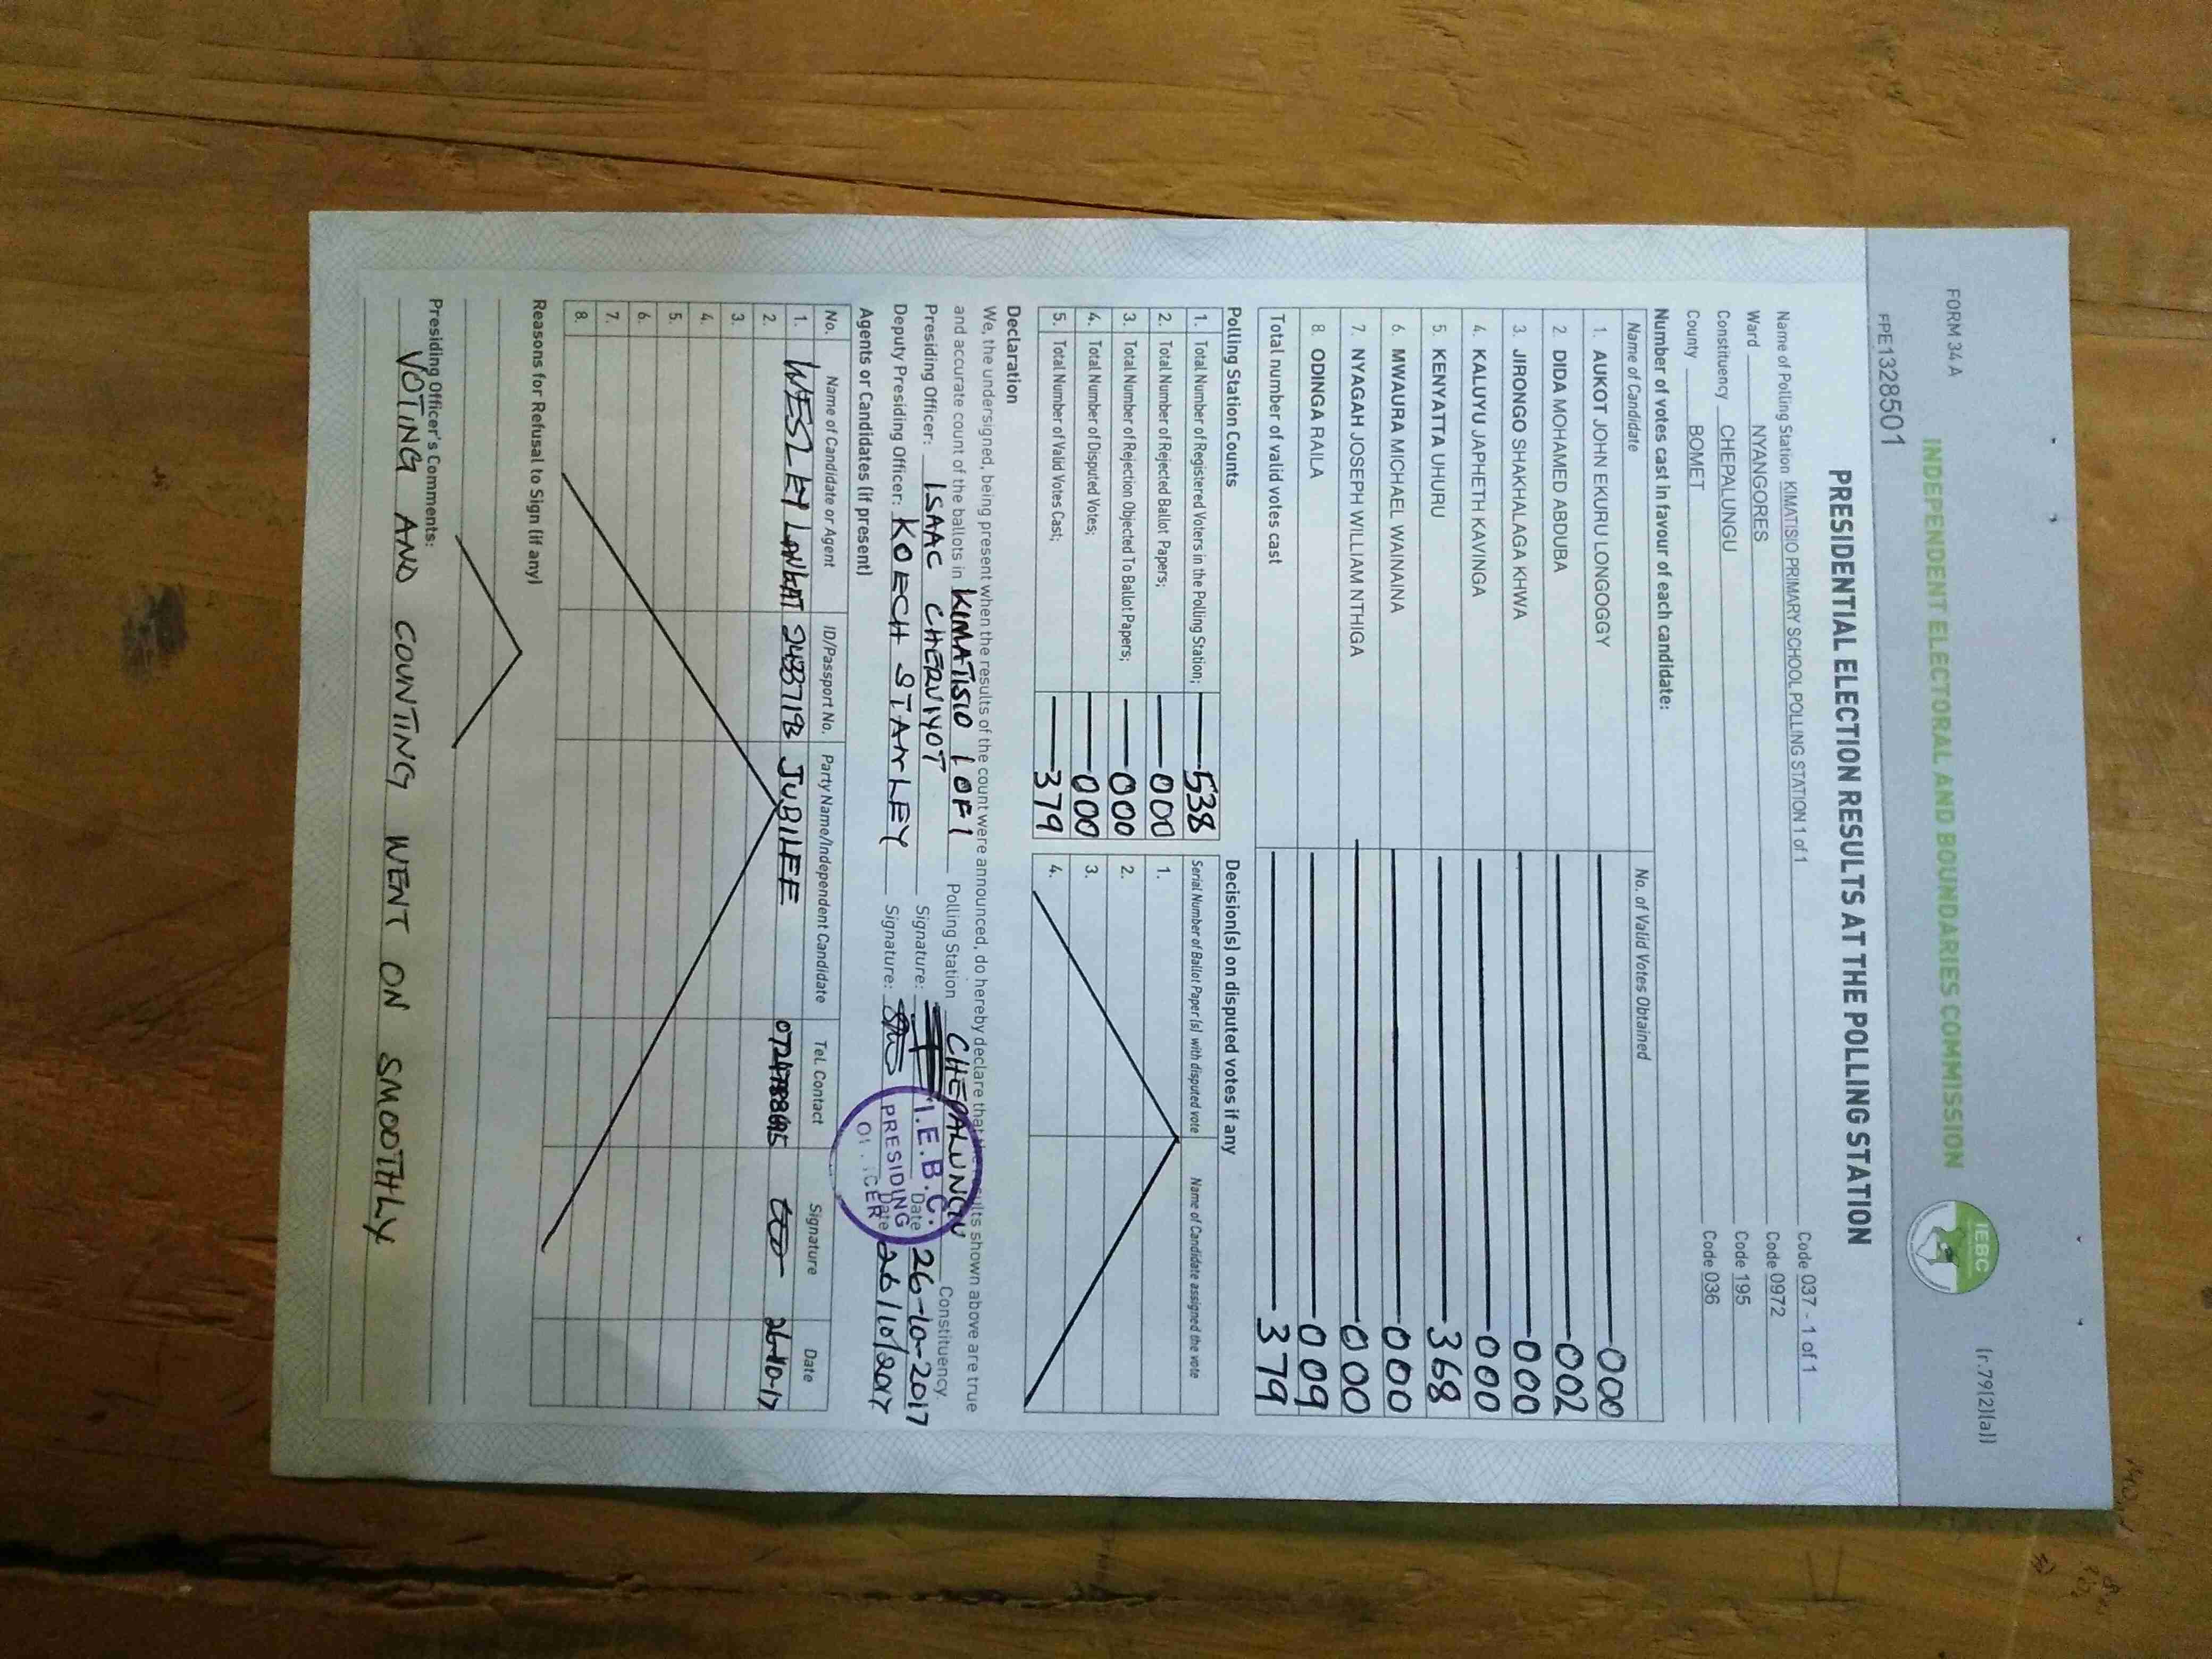 FORM 34A
(r.79(2)(a))
INDEPENDENT ELECTORAL AND BOUNDARIES COMMISSION
IEBC
FPE1328501
PRESIDENTIAL ELECTION RESULTS AT THE POLLING STATION
Name of Polling Station KIMATISIO PRIMARY SCHOOL POLLING STATION 1 of 1 Code 037 - 1 of 1
Ward NYANGORES Code 0972
Constituency CHEPALUNGU Code 195
County BOMET Code 036
Number of votes cast in favour of each candidate:
Name of Candidate No. of Valid Votes Obtained
1. AUKOT JOHN EKURU LONGOGGY 000
2. DIDA MOHAMED ABDUBA 002
3. JIRONGO SHAKHALAGA KHWA 000
4. KALUYU JAPHETH KAVINGA 000
5 KENYATTA UHURU 368
6. MWAURA MICHAEL WAINAINA 000
7. NYAGAH JOSEPH WILLIAM NTHIGA 000
8. ODINGA RAILA 009
Total number of valid votes cast 379
Polling Station Counts Decision(s) on disputed votes if any
1. Total Number of Registered Voters in the Polling Station; 538 Serial Number of Ballot Paper (s) with disputed vote Name of Candidate assigned the vote
2. Total Number of Rejected Ballot Papers; 000 1.
3. Total Number of Rejection Objected To Ballot Papers; 000 2.
4. Total Number of Disputed Votes; 000 3.
5. Total Number of Valid Votes Cast; 379 4.
Declaration
We, the undersigned, being present when the results of the count were announced, do hereby declare that the results shown above are true
and accurate count of the ballots in KIMATISIO 1 OF 1 Polling Station CHEPALUNGU Constituency.
Presiding Officer: ISAAC CHERUIYOT Signature: Date 26-10-2017
Deputy Presiding Officer: KOECH STANLEY Signature: Date 26/10/2017
I.E.B.C.
PRESIDING
OFFICER
Agents or Candidates (if present)
No. Name of Candidate or Agent ID/Passport No. Party Name/Independent Candidate Tel. Contact Signature Date
1. WESLEY LANGAT JUBILEE 26-10-17
2.
3.
4.
5.
6.
7.
8.
Reasons for Refusal to Sign (if any)
Presiding Officer's Comments:
VOTING AND COUNTING WENT ON SMOOTHLY